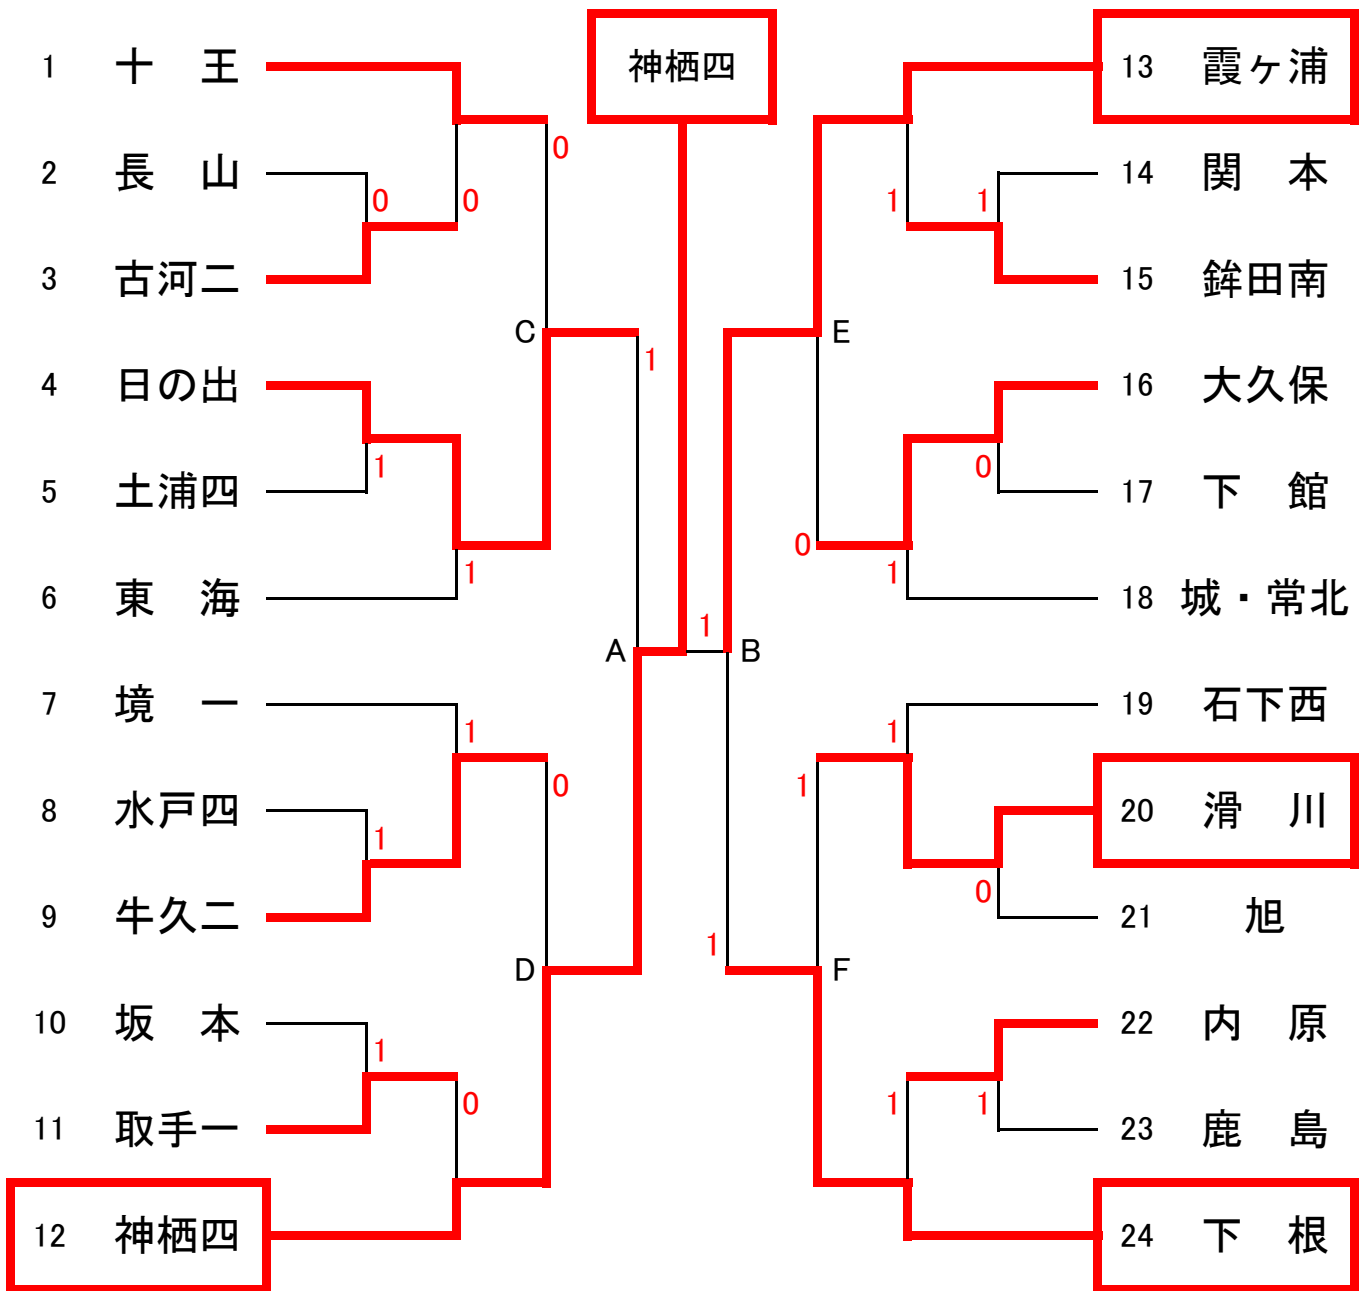 神栖四
1 十 王
2 長 山
3 古河二
4 日の出
5 土浦四
6 東 海
7 境 一
8 水戸四
9 牛久二
10 坂 本
11 取手一
12 神栖四
0
0
0
C
1
1
1
A
1
0
1
D
1
0
13 霞ヶ浦
14 関 本
15 鉾田南
16 大久保
17 下 館
18 城・常北
19 石下西
20 滑 川
21 旭
22 内 原
23 鹿 島
24 下 根
1
1
E
0
0
1
1
B
1
1
0
1
F
1
1